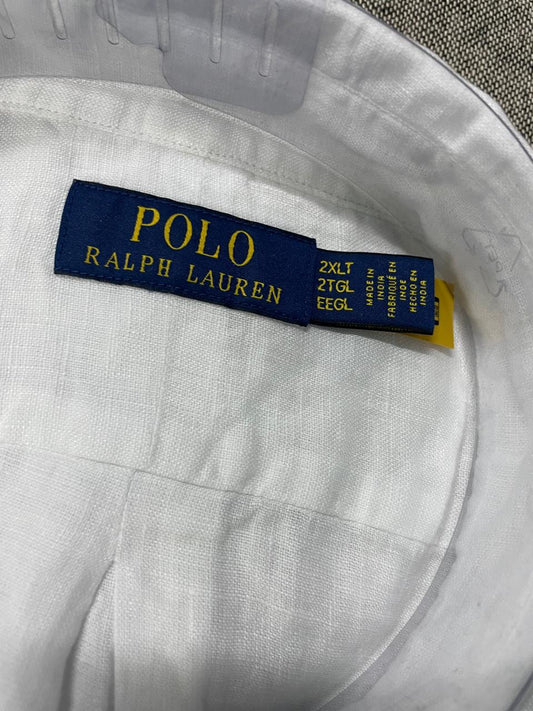 POLO
RALPH LAUREN
2XLT
2TGL
EEGL
MADE IN
INDIA
FABRIQUÉ EN
INDE
HECHO EN
INDIA